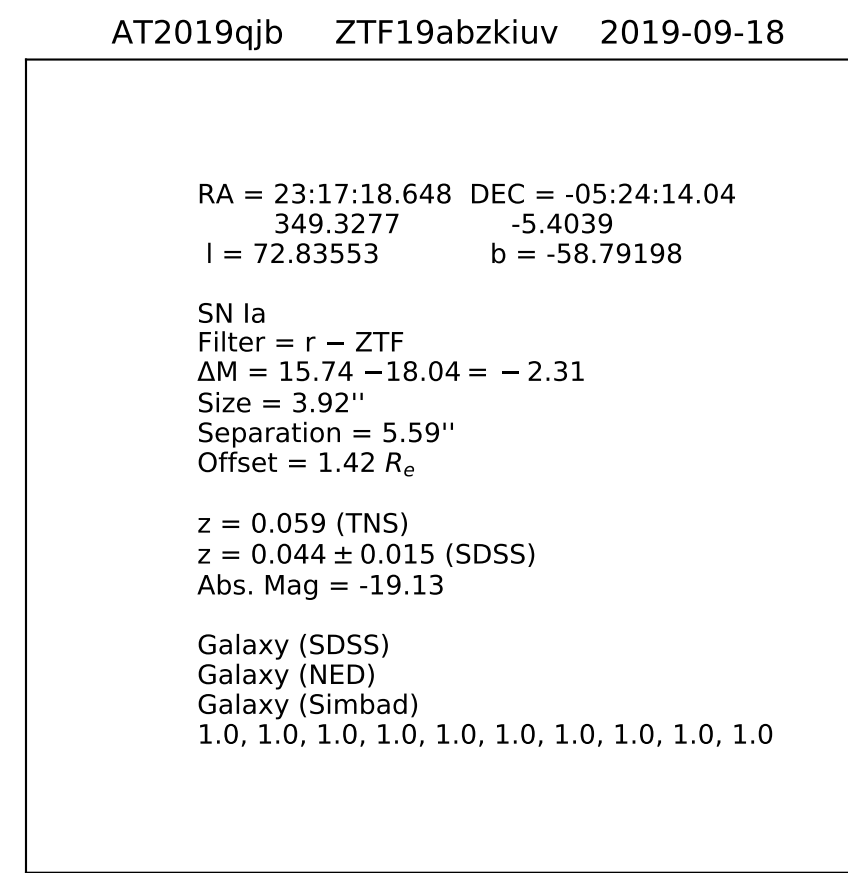 AT2019qjb ZTF19abzkiuv 2019-09-18
RA = 23:17:18.648 DEC = -05:24:14.04
349.3277 -5.4039
l = 72.83553 b = -58.79198
SN Ia
Filter = r − ZTF
ΔM = 15.74 −18.04 = − 2.31
Size = 3.92''
Separation = 5.59''
Offset = 1.42 Rₑ
z = 0.059 (TNS)
z = 0.044 ± 0.015 (SDSS)
Abs. Mag = -19.13
Galaxy (SDSS)
Galaxy (NED)
Galaxy (Simbad)
1.0, 1.0, 1.0, 1.0, 1.0, 1.0, 1.0, 1.0, 1.0, 1.0